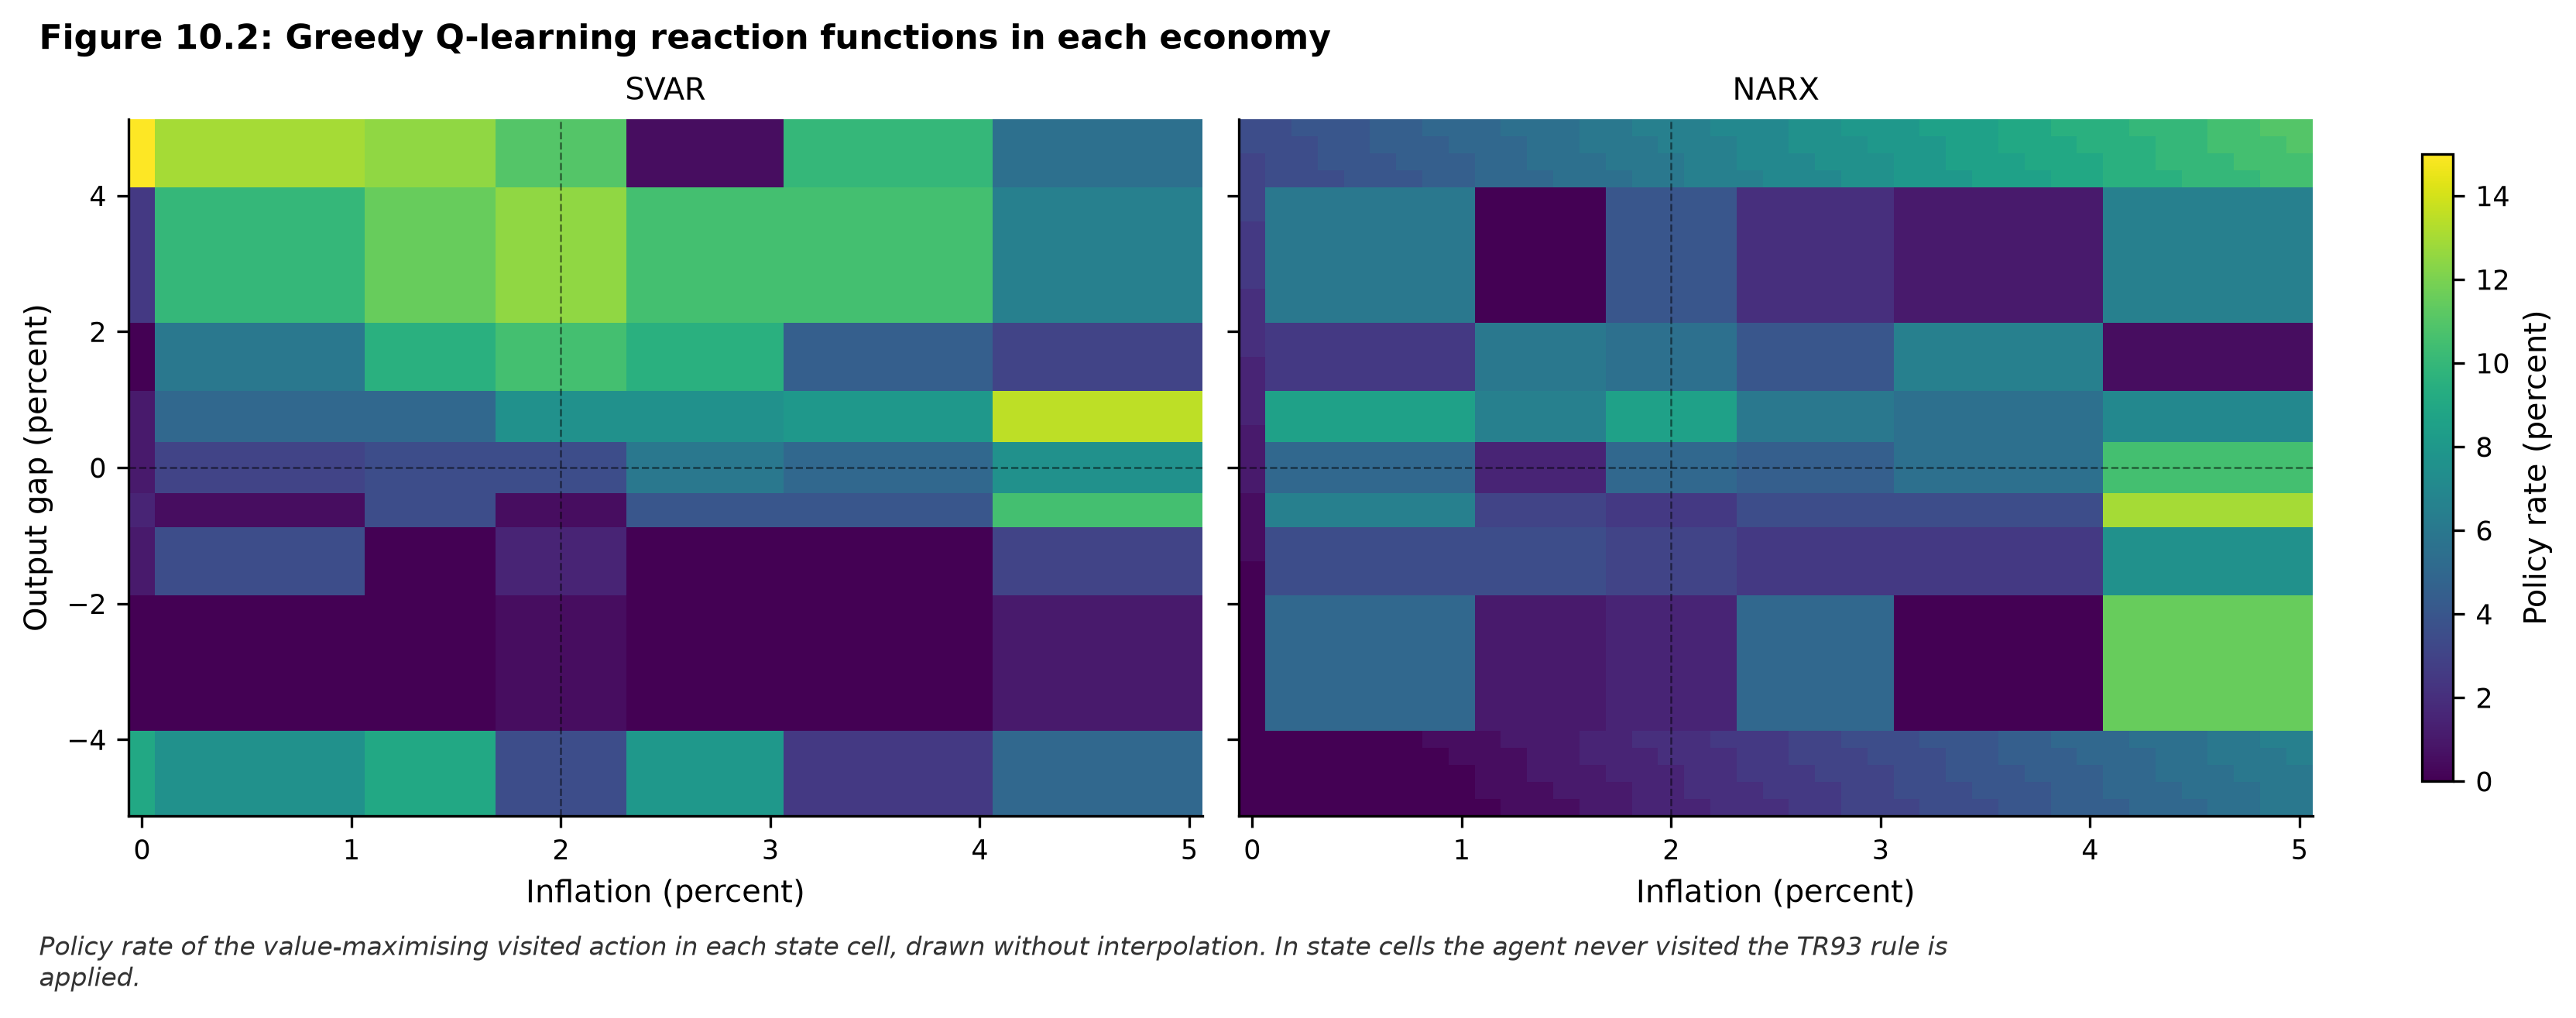 Figure 10.2: Greedy Q-learning reaction functions in each economy
SVAR
NARX
Output gap (percent)
4
2
0
−2
−4
0 1 2 3 4 5
Inflation (percent)
0 1 2 3 4 5
Inflation (percent)
14
12
10
8
6
4
2
0
Policy rate (percent)
Policy rate of the value-maximising visited action in each state cell, drawn without interpolation. In state cells the agent never visited the TR93 rule is
applied.